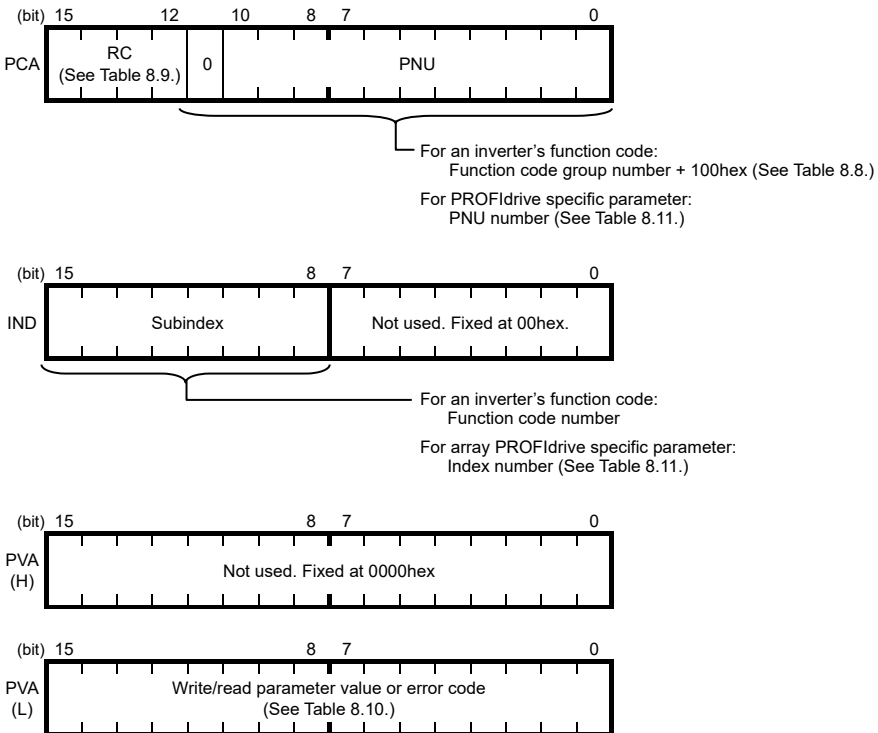 (bit) 15 12 10 8 7 0
PCA
RC
(See Table 8.9.)
0
PNU
For an inverter’s function code:
Function code group number + 100hex (See Table 8.8.)
For PROFIdrive specific parameter:
PNU number (See Table 8.11.)
(bit) 15 8 7 0
IND
Subindex
Not used. Fixed at 00hex.
For an inverter’s function code:
Function code number
For array PROFIdrive specific parameter:
Index number (See Table 8.11.)
(bit) 15 8 7 0
PVA
(H)
Not used. Fixed at 0000hex
(bit) 15 8 7 0
PVA
(L)
Write/read parameter value or error code
(See Table 8.10.)